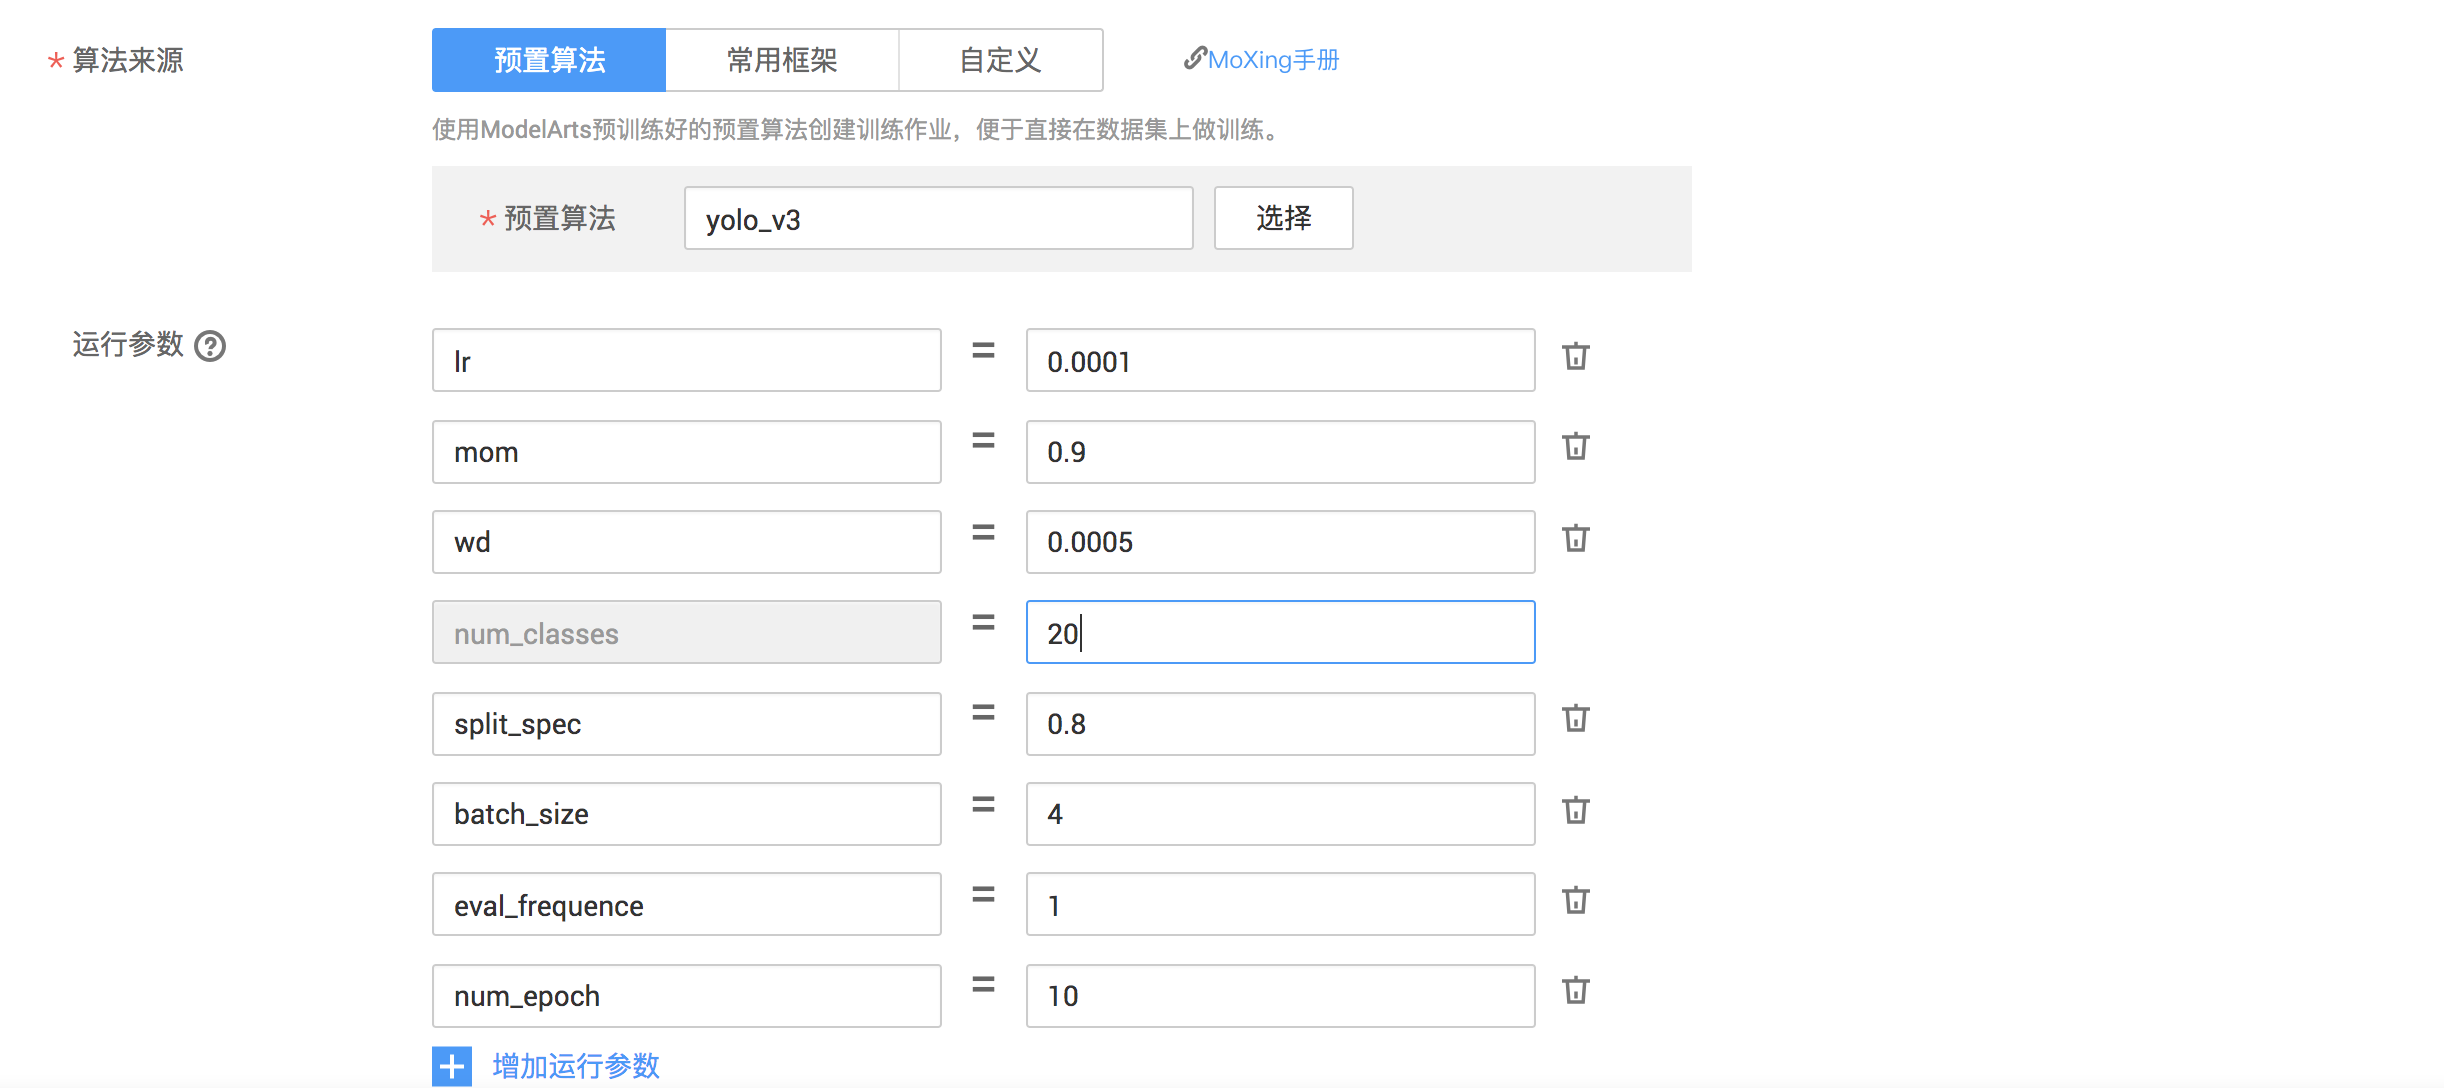 * 算法来源 预置算法 常用框架 自定义 MoXing手册
使用ModelArts预训练好的预置算法创建训练作业，便于直接在数据集上做训练。
* 预置算法 yolo_v3 选择
运行参数 ? lr = 0.0001
mom = 0.9
wd = 0.0005
num_classes = 20
split_spec = 0.8
batch_size = 4
eval_frequence = 1
num_epoch = 10
+ 增加运行参数